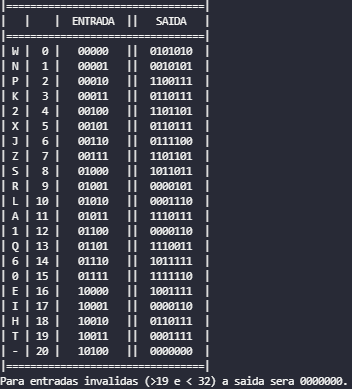 |=================================|
|   |    | ENTRADA  ||   SAIDA   |
|=================================|
| W |  0 |  00000   ||  0101010  |
| N |  1 |  00001   ||  0010101  |
| P |  2 |  00010   ||  1100111  |
| K |  3 |  00011   ||  0110111  |
| 2 |  4 |  00100   ||  1101101  |
| X |  5 |  00101   ||  0110111  |
| J |  6 |  00110   ||  0111100  |
| Z |  7 |  00111   ||  1101101  |
| S |  8 |  01000   ||  1011011  |
| R |  9 |  01001   ||  0000101  |
| L | 10 |  01010   ||  0001110  |
| A | 11 |  01011   ||  1110111  |
| 1 | 12 |  01100   ||  0000110  |
| Q | 13 |  01101   ||  1110011  |
| 6 | 14 |  01110   ||  1011111  |
| 0 | 15 |  01111   ||  1111110  |
| E | 16 |  10000   ||  1001111  |
| I | 17 |  10001   ||  0000110  |
| H | 18 |  10010   ||  0110111  |
| T | 19 |  10011   ||  0001111  |
| - | 20 |  10100   ||  0000000  |
|=================================|
Para entradas invalidas (>19 e < 32) a saida sera 0000000.